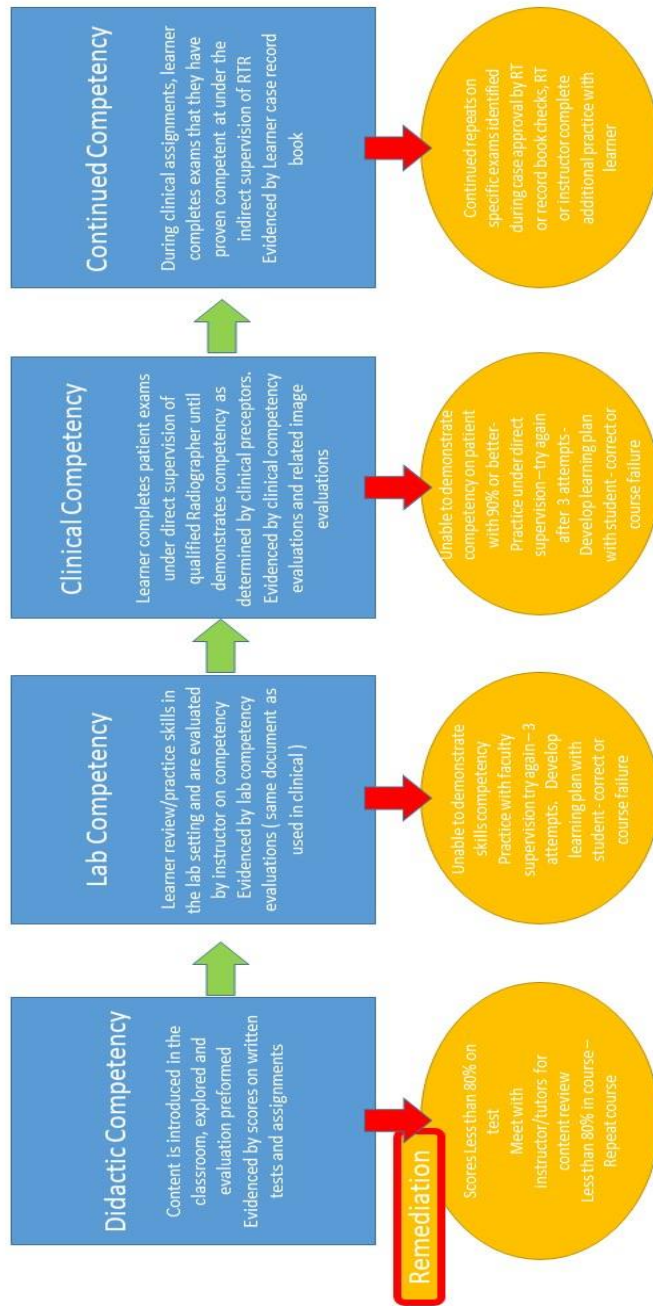 Didactic Competency
Content is introduced in the
classroom, explored and
evaluation preformed
Evidenced by scores on written
tests and assignments
Lab Competency
Learner review/practice skills in
the lab setting and are evaluated
by instructor on competency
Evidenced by lab competency
evaluations ( same document as
used in clinical )
Clinical Competency
Learner completes patient exams
under direct supervision of
qualified Radiographer until
demonstrates competency as
determined by clinical preceptors.
Evidenced by clinical competency
evaluations and related image
evaluations
Continued Competency
During clinical assignments, learner
completes exams that they have
proven competent at under the
indirect supervision of RTR
Evidenced by Learner case record
book
Remediation
Scores Less than 80% on
test
Meet with
instructor/tutors for
content review
Less than 80% in course –
Repeat course
Unable to demonstrate
skills competency
Practice with faculty
supervision try again – 3
attempts. Develop
learning plan with
student - correct or
course failure
Unable to demonstrate
competency on patient
with 90% or better-
Practice under direct
supervision – try again
after 3 attempts-
Develop learning plan
with student - correct or
course failure
Continued repeats on
specific exams identified
during case approval by RT
or record book checks, RT
or instructor complete
additional practice with
learner